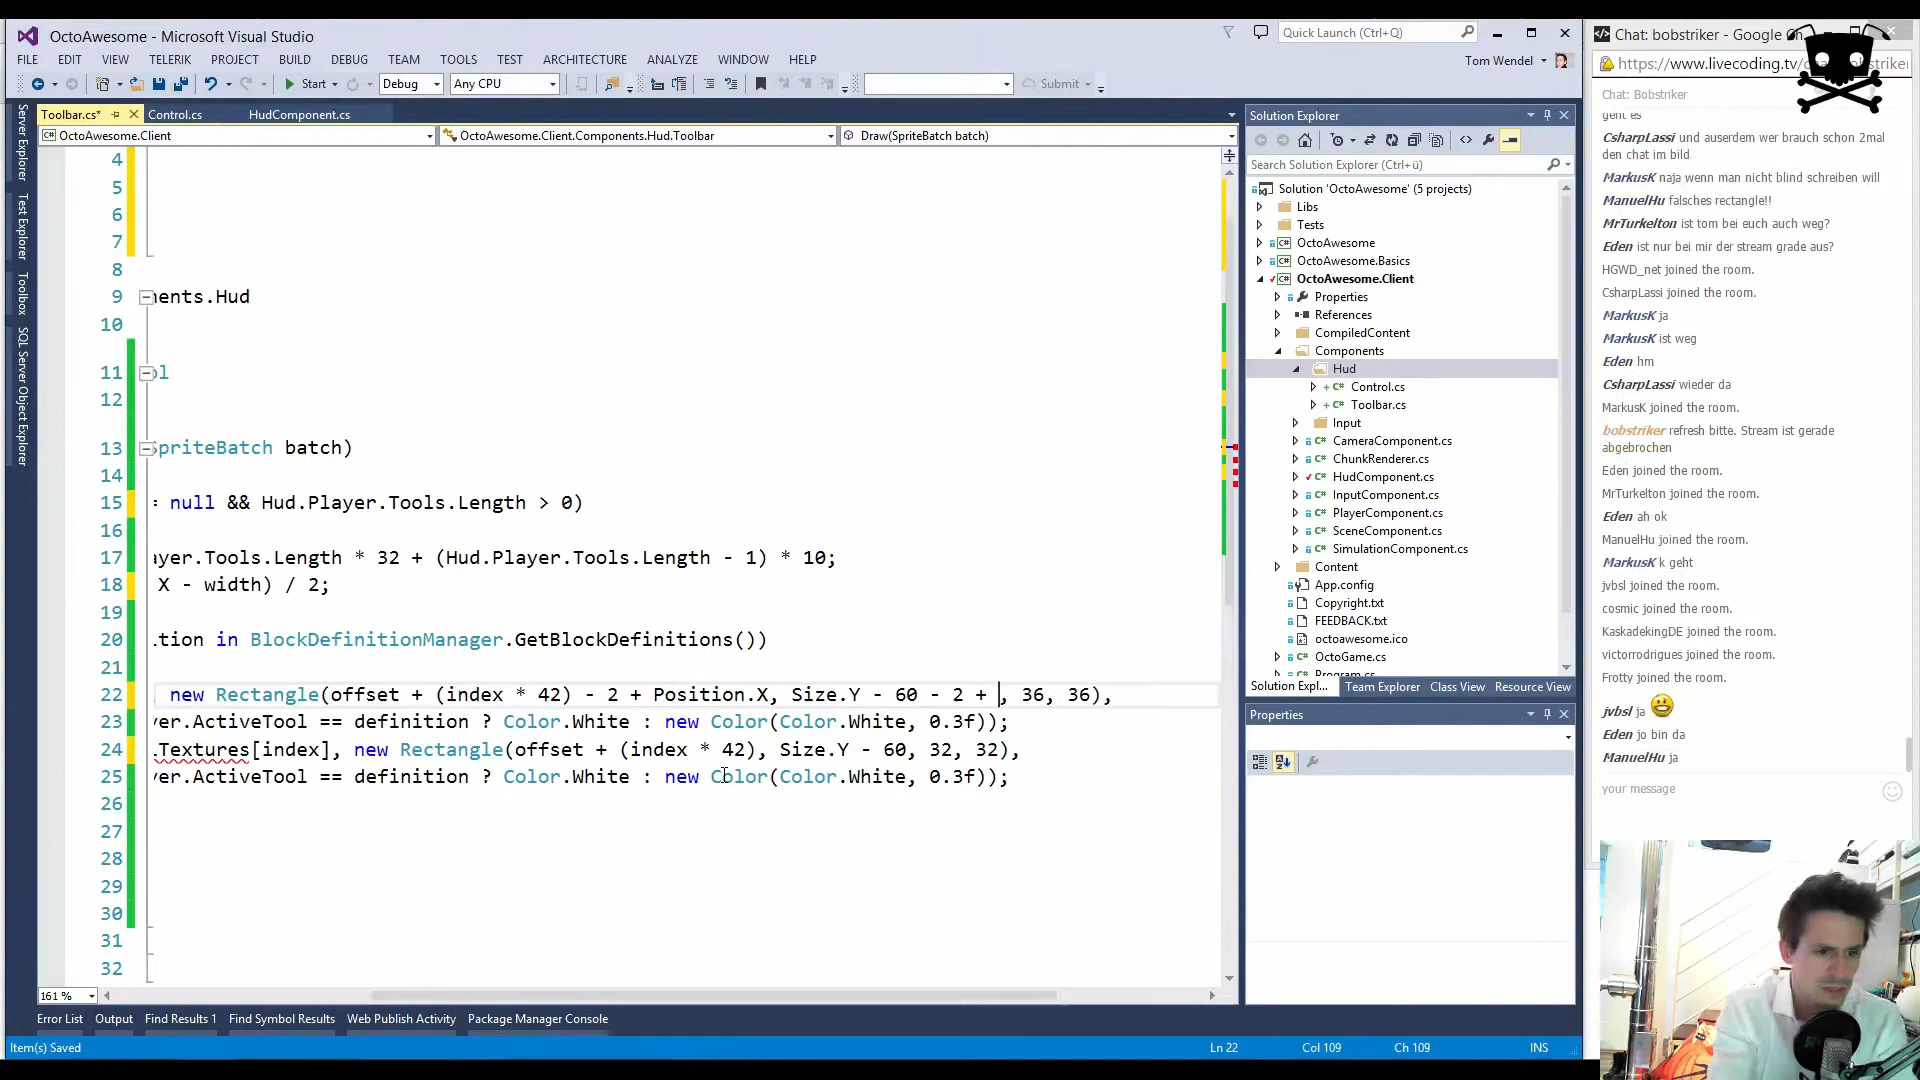 OctoAwesome - Microsoft Visual Studio
Quick Launch (Ctrl+Q)
FILE EDIT VIEW TELERIK PROJECT BUILD DEBUG TEAM TOOLS TEST ARCHITECTURE ANALYZE WINDOW HELP
Tom Wendel
Start Debug Any CPU Submit
Toolbar.cs* Control.cs HudComponent.cs
OctoAwesome.Client OctoAwesome.Client.Components.Hud.Toolbar Draw(SpriteBatch batch)
Server Explorer
Test Explorer
Toolbox
SQL Server Object Explorer
4
5
6
7
8
9 nents.Hud
10
11 ol
12
13 SpriteBatch batch)
14
15 = null && Hud.Player.Tools.Length > 0)
16
17 ayer.Tools.Length * 32 + (Hud.Player.Tools.Length - 1) * 10;
18 X - width) / 2;
19
20 .tion in BlockDefinitionManager.GetBlockDefinitions())
21
22 new Rectangle(offset + (index * 42) - 2 + Position.X, Size.Y - 60 - 2 + , 36, 36),
23 yer.ActiveTool == definition ? Color.White : new Color(Color.White, 0.3f));
24 .Textures[index], new Rectangle(offset + (index * 42), Size.Y - 60, 32, 32),
25 yer.ActiveTool == definition ? Color.White : new Color(Color.White, 0.3f));
26
27
28
29
30
31
32
161 %
Error List Output Find Results 1 Find Symbol Results Web Publish Activity Package Manager Console
Item(s) Saved Ln 22 Col 109 Ch 109 INS
Solution Explorer
Search Solution Explorer (Ctrl+ü)
Solution 'OctoAwesome' (5 projects)
Libs
Tests
OctoAwesome
OctoAwesome.Basics
OctoAwesome.Client
Properties
References
CompiledContent
Components
Hud
Control.cs
Toolbar.cs
Input
CameraComponent.cs
ChunkRenderer.cs
HudComponent.cs
InputComponent.cs
PlayerComponent.cs
SceneComponent.cs
SimulationComponent.cs
Content
App.config
Copyright.txt
FEEDBACK.txt
octoawesome.ico
OctoGame.cs
Program.cs
Solution Expl... Team Explorer Class View Resource View
Properties
Chat: bobstriker - Google
https://www.livecoding.tv/
Chat: Bobstriker
geht es
CsharpLassi und auserdem wer brauch schon 2mal
den chat im bild
MarkusK naja wenn man nicht blind schreiben will
ManuelHu falsches rectangle!!
MrTurkelton ist tom bei euch auch weg?
Eden ist nur bei mir der stream grade aus?
HGWD_net joined the room.
CsharpLassi joined the room.
MarkusK ja
MarkusK ist weg
Eden hm
CsharpLassi wieder da
MarkusK joined the room.
bobstriker refresh bitte. Stream ist gerade
abgebrochen
Eden joined the room.
MrTurkelton joined the room.
Eden ah ok
ManuelHu joined the room.
MarkusK k geht
jvbsl joined the room.
cosmic joined the room.
KaskadekingDE joined the room.
victorrodrigues joined the room.
Frotty joined the room.
jvbsl ja
Eden jo bin da
ManuelHu ja
your message